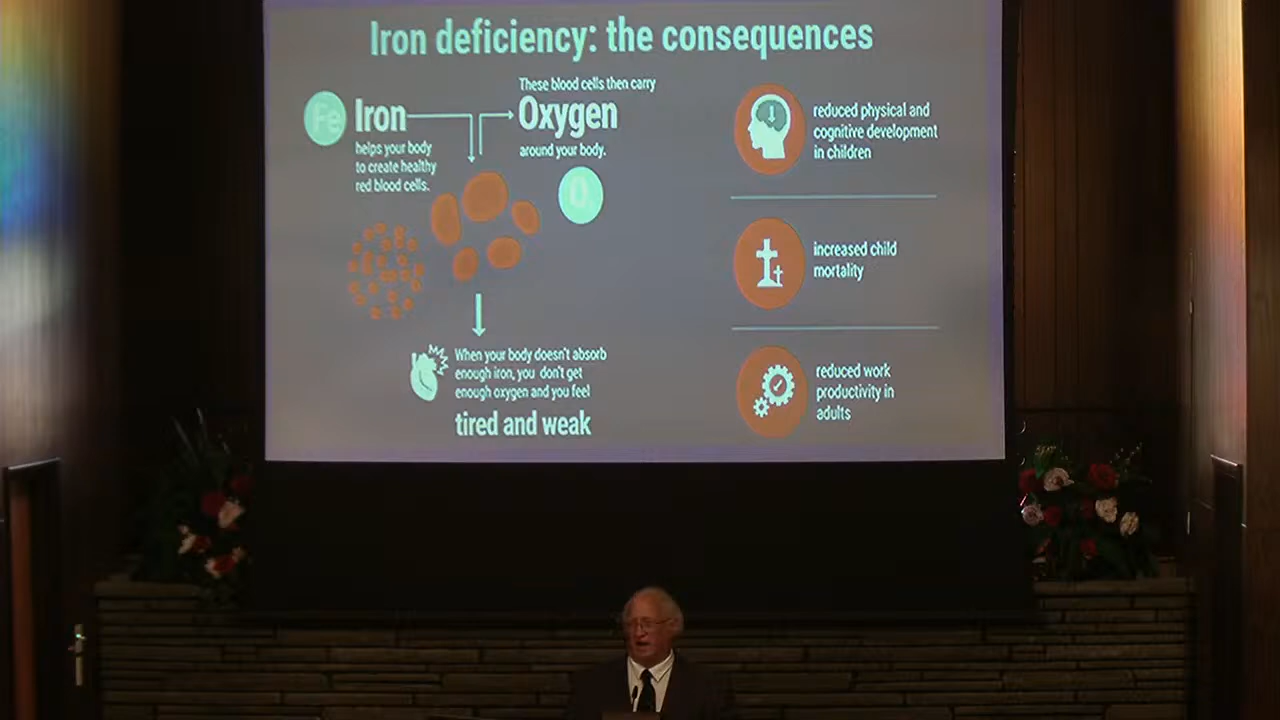 Iron deficiency: the consequences
Fe
Iron
helps your body
to create healthy
red blood cells.
These blood cells then carry
Oxygen
around your body.
When your body doesn't absorb
enough iron, you don't get
enough oxygen and you feel
tired and weak
reduced physical and
cognitive development
in children
increased child
mortality
reduced work
productivity in
adults